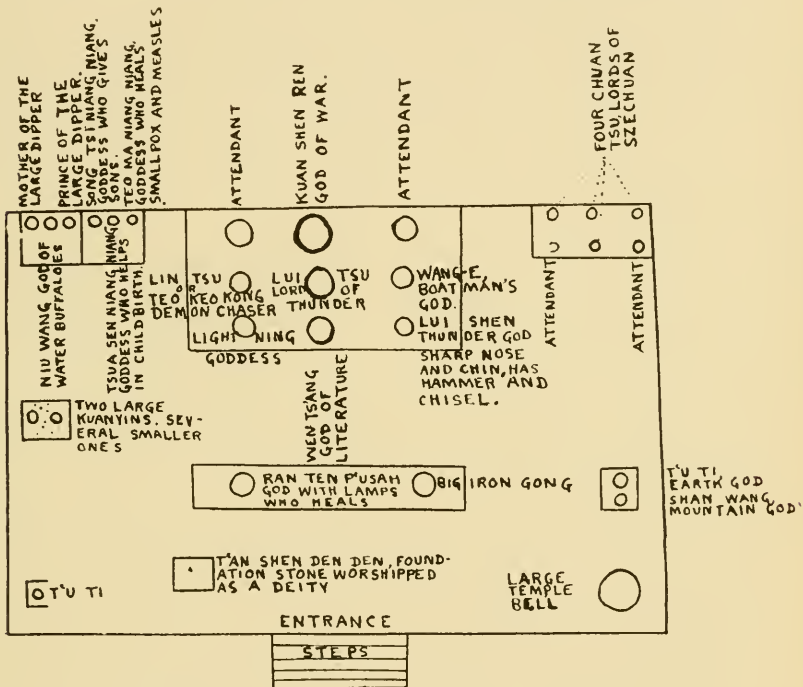 MOTHER OF THE
LARGE DIPPER
PRINCE OF THE
LARGE DIPPER.
SONG TSI NIANG NIANG,
GODDESS WHO GIVES
SONS.
TEO MA NIANG NIANG,
GODDESS WHO HEALS
SMALLPOX AND MEASLES
ATTENDANT
KUAN SHEN REN
GOD OF WAR.
ATTENDANT
FOUR CHUAN
TSU, LORDS OF
SZECHUAN
NIU WANG GOD OF
WATER BUFFALOES
TSUA SEN NIANG NIANG
GODDESS WHO HELPS
IN CHILD BIRTH.
LIN TSU
OR
TEO KEO KONG
DEMON CHASER
LUI TSU
LORD OF
THUNDER
WANG-E,
BOATMAN'S
GOD.
LIGHTNING
GODDESS
LUI SHEN
THUNDER GOD
SHARP NOSE
AND CHIN, HAS
HAMMER AND
CHISEL.
ATTENDANT
ATTENDANT
WEN TS'ANG
GOD OF
LITERATURE
TWO LARGE
KUANYINS. SEV-
ERAL SMALLER
ONES
RAN TEN P'USAH
GOD WITH LAMPS
WHO HEALS
BIG IRON GONG
T'U TI,
EARTH GOD
SHAN WANG,
MOUNTAIN GOD
T'U TI
T'AN SHEN DEN DEN, FOUND-
ATION STONE WORSHIPPED
AS A DEITY
LARGE
TEMPLE
BELL
ENTRANCE
STEPS